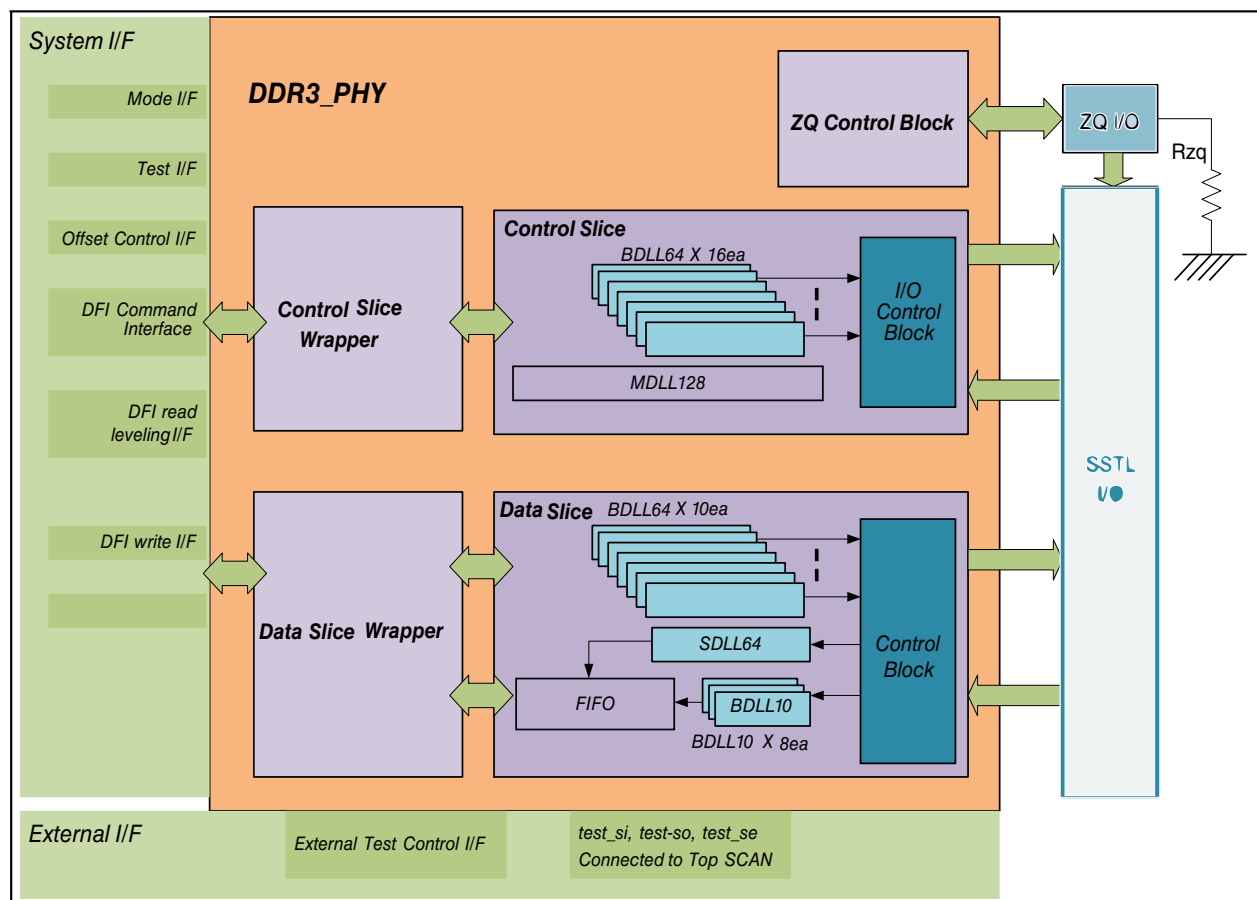 System I/F
Mode I/F
Test I/F
Offset Control I/F
DFI Command
Interface
DFI read
leveling I/F
DFI write I/F
DDR3_PHY
ZQ Control Block
ZQ I/O
Rzq
Control Slice
Wrapper
Control Slice
BDLL64 X 16ea
I/O
Control
Block
MDLL128
SSTL
I/O
Data Slice Wrapper
Data Slice
BDLL64 X 10ea
SDLL64
Control
Block
FIFO
BDLL10
BDLL10 X 8ea
External I/F
External Test Control I/F
test_si, test-so, test_se
Connected to Top SCAN